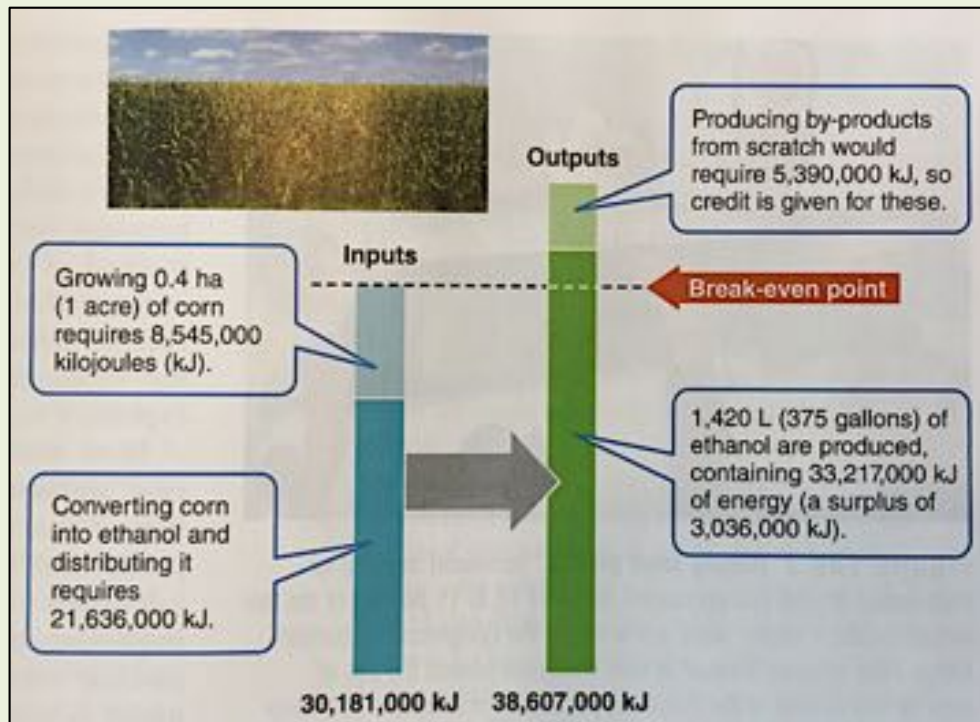 Outputs
Producing by-products
from scratch would
require 5,390,000 kJ, so
credit is given for these.
Inputs
Growing 0.4 ha
(1 acre) of corn
requires 8,545,000
kilojoules (kJ).
Break-even point
1,420 L (375 gallons) of
ethanol are produced,
containing 33,217,000 kJ
of energy (a surplus of
3,036,000 kJ).
Converting corn
into ethanol and
distributing it
requires
21,636,000 kJ.
30,181,000 kJ 38,607,000 kJ